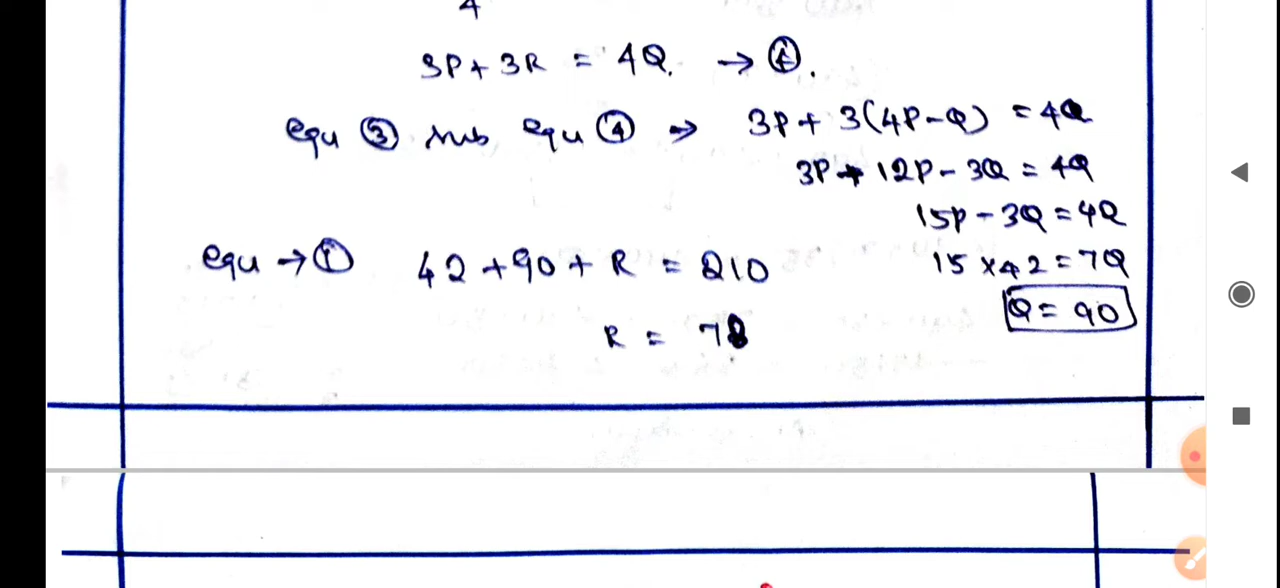 4
3P + 3R = 4Q. → ④.
equ ③ sub equ ④ ⇒ 3P + 3(4P - Q) = 4Q
3P + 12P - 3Q = 4Q
15P - 3Q = 4Q
equ → ① 42 + 90 + R = 210
15 × 42 = 7Q
Q = 90
R = 78